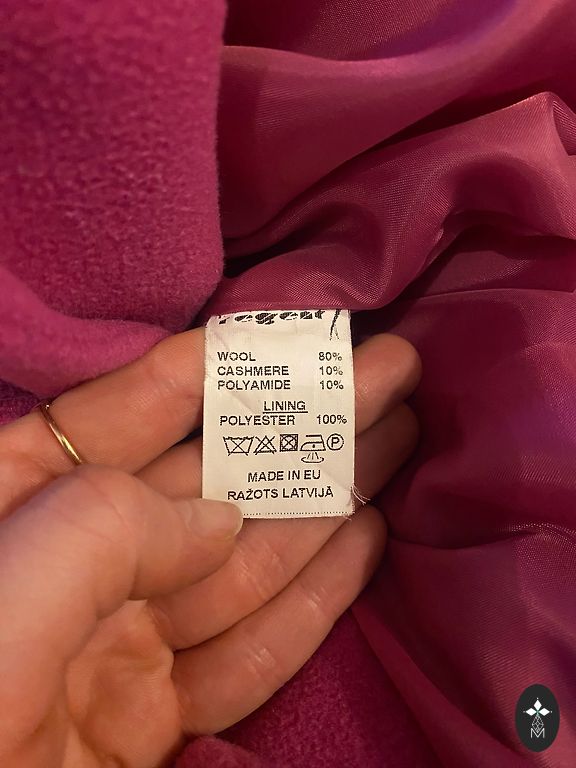 WOOL 80%
CASHMERE 10%
POLYAMIDE 10%
LINING
POLYESTER 100%
P
MADE IN EU
RAŽOTS LATVIJĀ
M